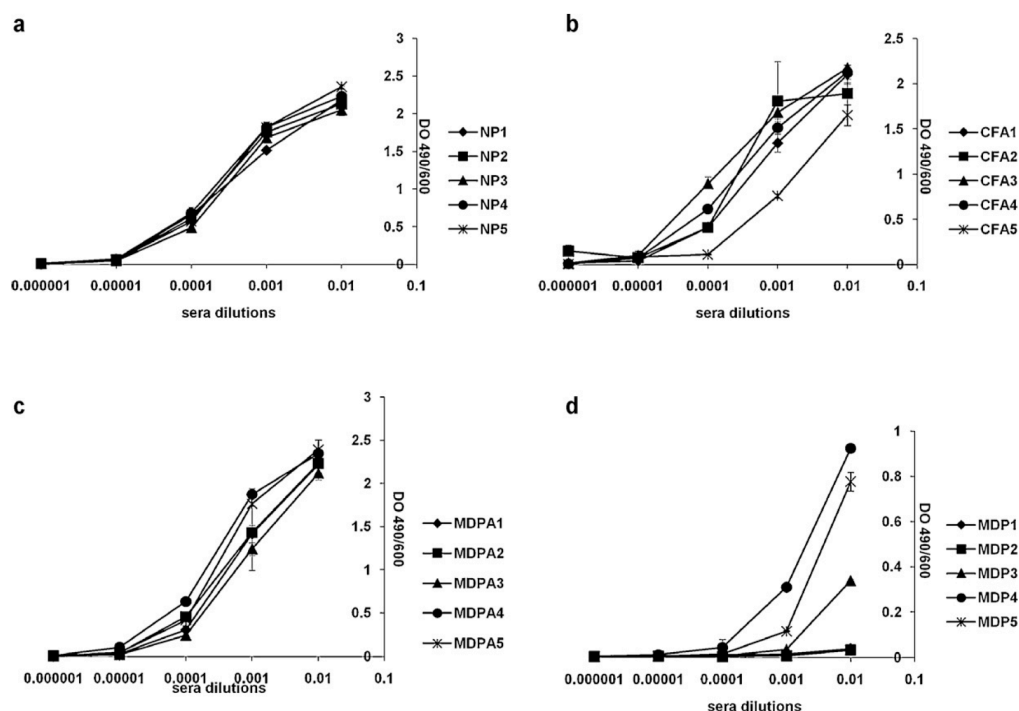 a
3
2.5
2
1.5
1
0.5
0
DO 490/600
0.000001 0.00001 0.0001 0.001 0.01 0.1
sera dilutions
NP1
NP2
NP3
NP4
NP5
b
2.5
2
1.5
1
0.5
0
DO 490/600
0.000001 0.00001 0.0001 0.001 0.01 0.1
sera dilutions
CFA1
CFA2
CFA3
CFA4
CFA5
c
3
2.5
2
1.5
1
0.5
0
DO 490/600
0.000001 0.00001 0.0001 0.001 0.01 0.1
sera dilutions
MDPA1
MDPA2
MDPA3
MDPA4
MDPA5
d
1
0.8
0.6
0.4
0.2
0
DO 490/600
0.000001 0.00001 0.0001 0.001 0.01 0.1
sera dilutions
MDP1
MDP2
MDP3
MDP4
MDP5